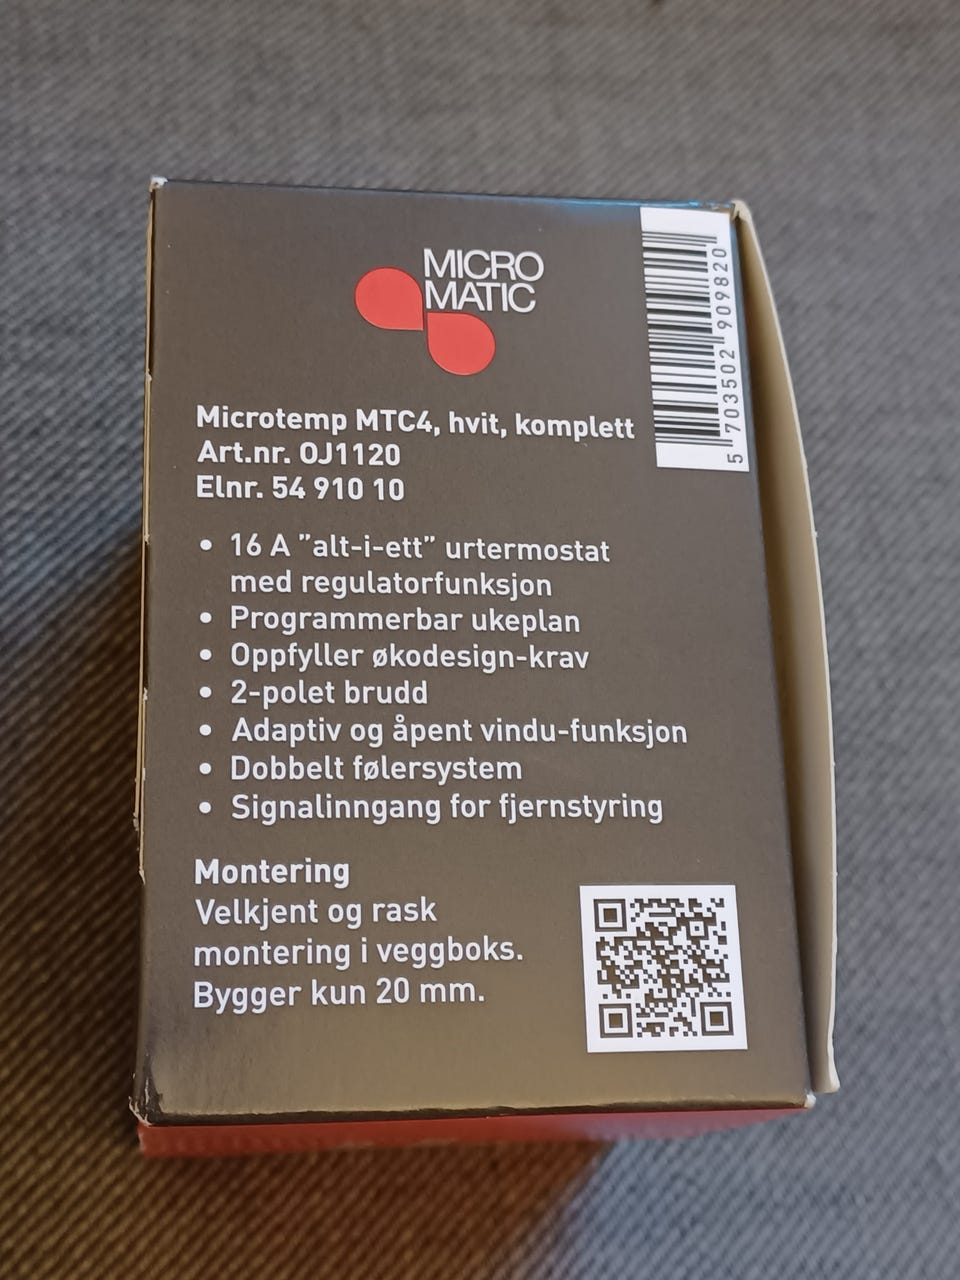 MICRO
MATIC
5 703502 909820
Microtemp MTC4, hvit, komplett
Art.nr. OJ1120
Elnr. 54 910 10
• 16 A ”alt-i-ett” urtermostat
med regulatorfunksjon
• Programmerbar ukeplan
• Oppfyller økodesign-krav
• 2-polet brudd
• Adaptiv og åpent vindu-funksjon
• Dobbelt følersystem
• Signalinngang for fjernstyring
Montering
Velkjent og rask
montering i veggboks.
Bygger kun 20 mm.